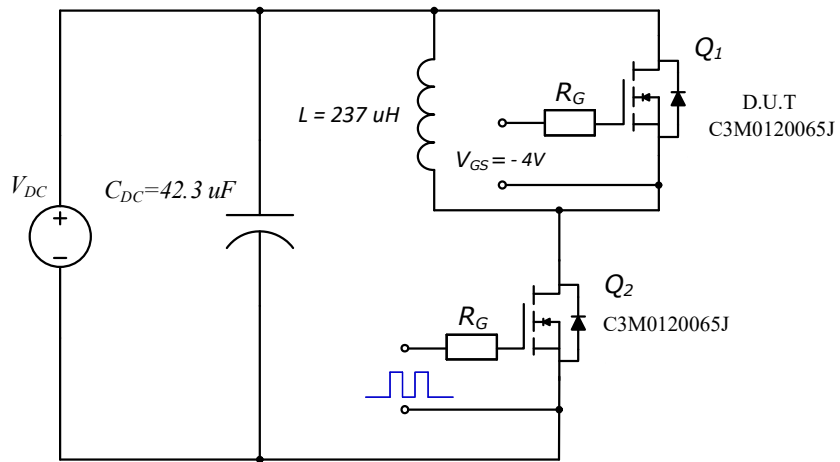 Q1
RG
D.U.T
C3M0120065J
L = 237 uH
VGS = - 4V
VDC
CDC=42.3 uF
+
−
Q2
RG
C3M0120065J